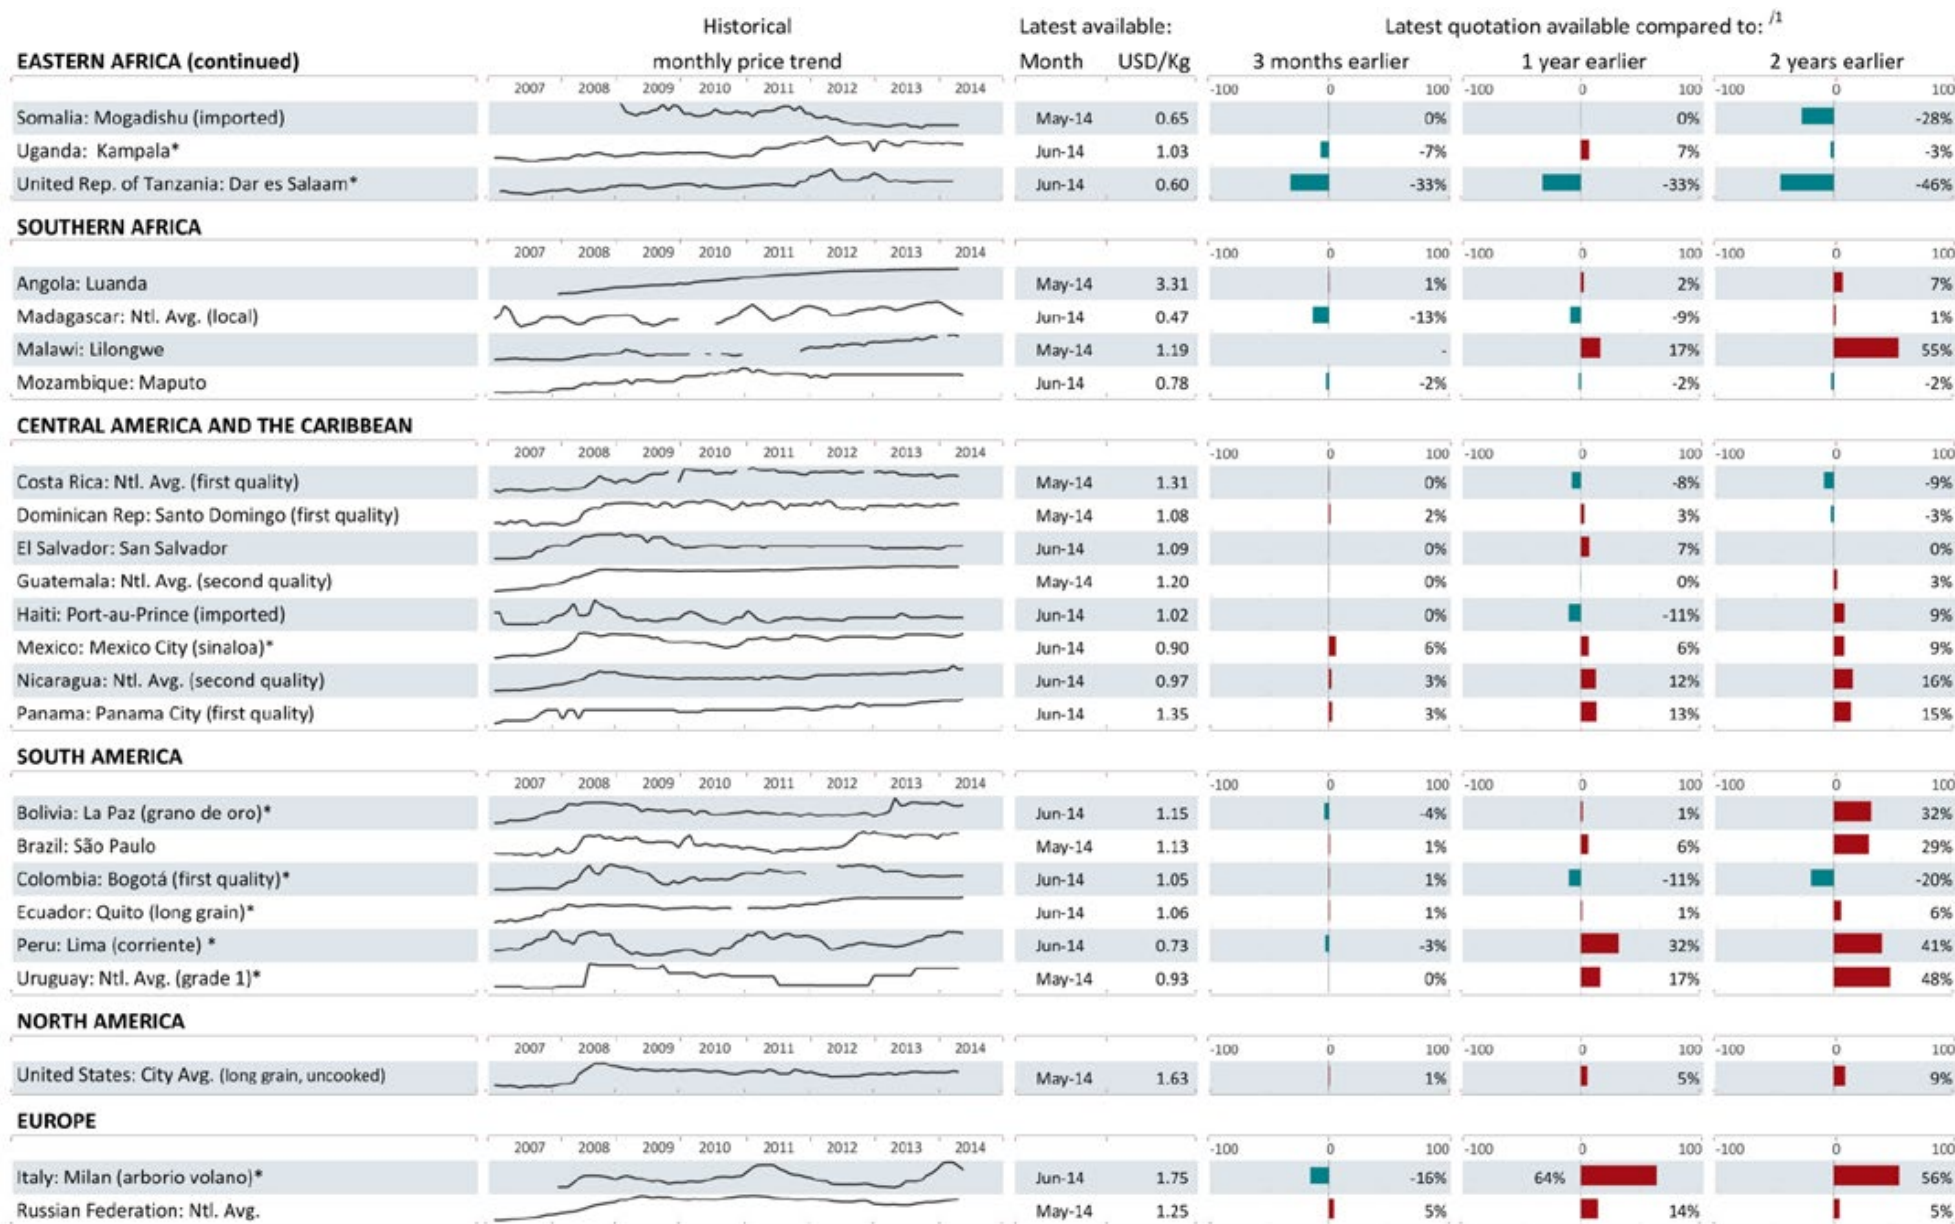 Historical Latest available: Latest quotation available compared to: /1
EASTERN AFRICA (continued) monthly price trend Month USD/Kg 3 months earlier 1 year earlier 2 years earlier
2007 2008 2009 2010 2011 2012 2013 2014 -100 0 100 -100 0 100 -100 0 100
Somalia: Mogadishu (imported) May-14 0.65 0% 0% -28%
Uganda: Kampala* Jun-14 1.03 -7% 7% -3%
United Rep. of Tanzania: Dar es Salaam* Jun-14 0.60 -33% -33% -46%
SOUTHERN AFRICA
2007 2008 2009 2010 2011 2012 2013 2014 -100 0 100 -100 0 100 -100 0 100
Angola: Luanda May-14 3.31 1% 2% 7%
Madagascar: Ntl. Avg. (local) Jun-14 0.47 -13% -9% 1%
Malawi: Lilongwe May-14 1.19 - 17% 55%
Mozambique: Maputo Jun-14 0.78 -2% -2% -2%
CENTRAL AMERICA AND THE CARIBBEAN
2007 2008 2009 2010 2011 2012 2013 2014 -100 0 100 -100 0 100 -100 0 100
Costa Rica: Ntl. Avg. (first quality) May-14 1.31 0% -8% -9%
Dominican Rep: Santo Domingo (first quality) May-14 1.08 2% 3% -3%
El Salvador: San Salvador Jun-14 1.09 0% 7% 0%
Guatemala: Ntl. Avg. (second quality) May-14 1.20 0% 0% 3%
Haiti: Port-au-Prince (imported) Jun-14 1.02 0% -11% 9%
Mexico: Mexico City (sinaloa)* Jun-14 0.90 6% 6% 9%
Nicaragua: Ntl. Avg. (second quality) Jun-14 0.97 3% 12% 16%
Panama: Panama City (first quality) Jun-14 1.35 3% 13% 15%
SOUTH AMERICA
2007 2008 2009 2010 2011 2012 2013 2014 -100 0 100 -100 0 100 -100 0 100
Bolivia: La Paz (grano de oro)* Jun-14 1.15 -4% 1% 32%
Brazil: São Paulo May-14 1.13 1% 6% 29%
Colombia: Bogotá (first quality)* Jun-14 1.05 1% -11% -20%
Ecuador: Quito (long grain)* Jun-14 1.06 1% 1% 6%
Peru: Lima (corriente) * Jun-14 0.73 -3% 32% 41%
Uruguay: Ntl. Avg. (grade 1)* May-14 0.93 0% 17% 48%
NORTH AMERICA
2007 2008 2009 2010 2011 2012 2013 2014 -100 0 100 -100 0 100 -100 0 100
United States: City Avg. (long grain, uncooked) May-14 1.63 1% 5% 9%
EUROPE
2007 2008 2009 2010 2011 2012 2013 2014 -100 0 100 -100 0 100 -100 0 100
Italy: Milan (arborio volano)* Jun-14 1.75 -16% 64% 56%
Russian Federation: Ntl. Avg. May-14 1.25 5% 14% 5%